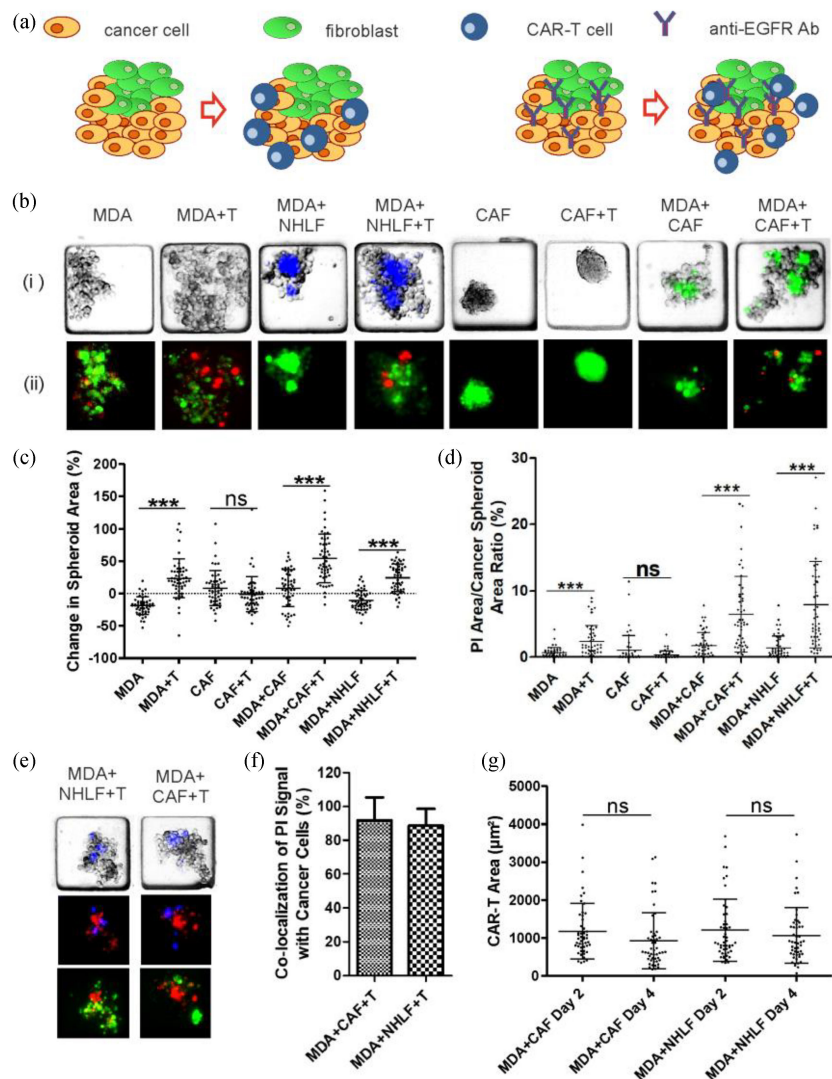 (a)
cancer cell fibroblast CAR-T cell anti-EGFR Ab
(b)
MDA MDA+T MDA+ NHLF MDA+ NHLF+T CAF CAF+T MDA+ CAF MDA+ CAF+T
(i)
(ii)
(c)
Change in Spheroid Area (%)
200
150
100
50
0
-50
-100
*** ns *** ***
MDA MDA+T CAF CAF+T MDA+CAF MDA+CAF+T MDA+NHLF MDA+NHLF+T
(d)
PI Area/Cancer Spheroid
Area Ratio (%)
30
20
10
0
*** ns *** ***
MDA MDA+T CAF CAF+T MDA+CAF MDA+CAF+T MDA+NHLF MDA+NHLF+T
(e)
MDA+ NHLF+T MDA+ CAF+T
(f)
Co-localization of PI Signal
with Cancer Cells (%)
120
100
80
60
40
20
0
MDA+CAF+T MDA+NHLF+T
(g)
CAR-T Area (μm²)
5000
4000
3000
2000
1000
0
ns ns
MDA+CAF Day 2 MDA+CAF Day 4 MDA+NHLF Day 2 MDA+NHLF Day 4